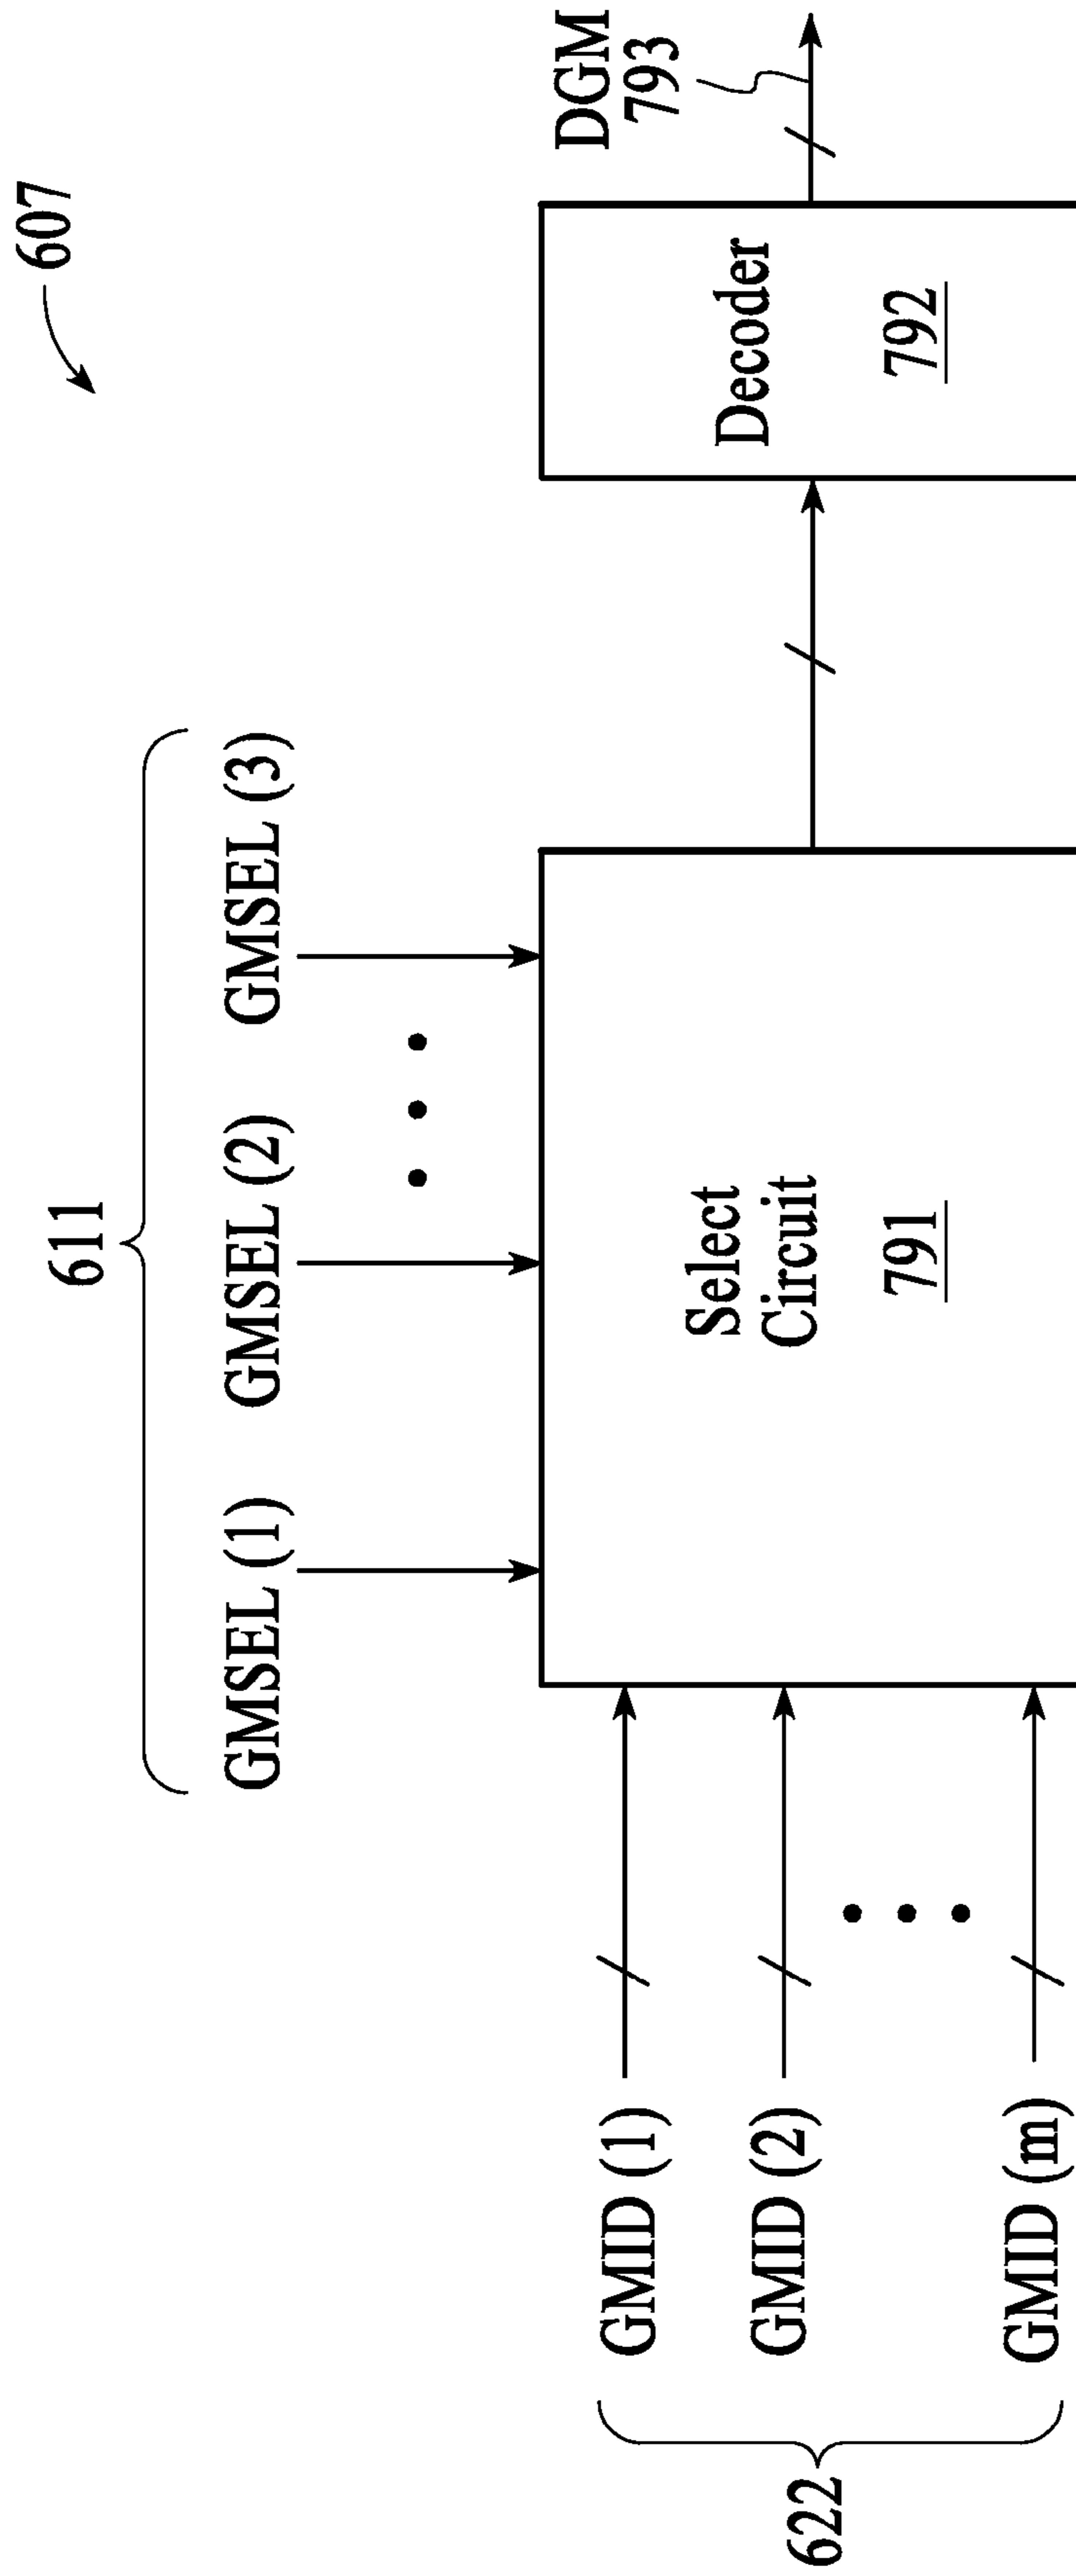 607
611
GMSEL (1) GMSEL (2) GMSEL (3)
GMID (1)
GMID (2)
GMID (m)
622
Select
Circuit
791
Decoder
792
DGM
793